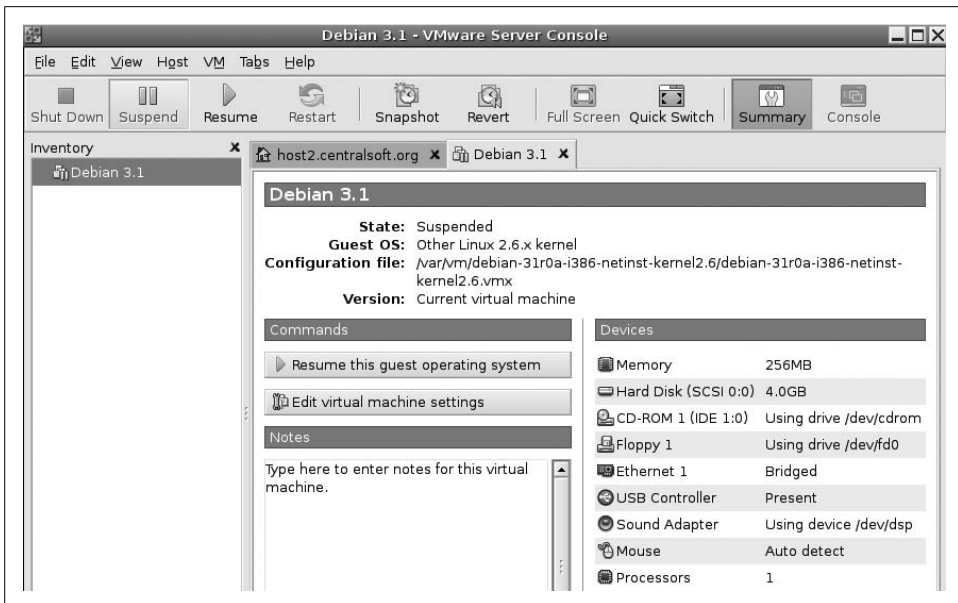 Debian 3.1 - VMware Server Console
File Edit View Host VM Tabs Help
Shut Down Suspend Resume Restart Snapshot Revert Full Screen Quick Switch Summary Console
Inventory x
Debian 3.1
host2.centralsoft.org x Debian 3.1 x
Debian 3.1
State: Suspended
Guest OS: Other Linux 2.6.x kernel
Configuration file: /var/vm/debian-31r0a-i386-netinst-kernel2.6/debian-31r0a-i386-netinst-
kernel2.6.vmx
Version: Current virtual machine
Commands
Resume this guest operating system
Edit virtual machine settings
Notes
Type here to enter notes for this virtual
machine.
Devices
Memory 256MB
Hard Disk (SCSI 0:0) 4.0GB
CD-ROM 1 (IDE 1:0) Using drive /dev/cdrom
Floppy 1 Using drive /dev/fd0
Ethernet 1 Bridged
USB Controller Present
Sound Adapter Using device /dev/dsp
Mouse Auto detect
Processors 1